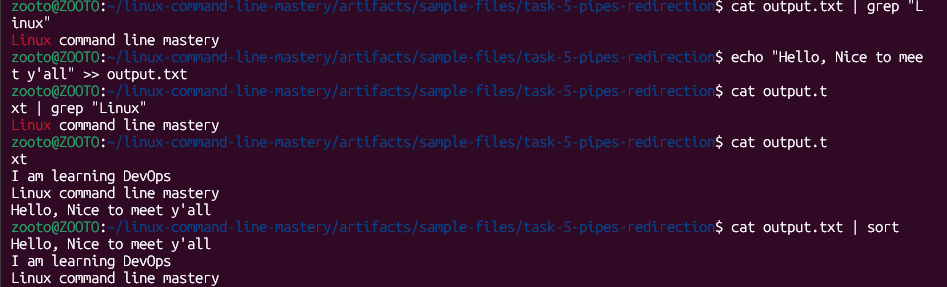 zooto@ZOOTO:~/linux-command-line-mastery/artifacts/sample-files/task-5-pipes-redirection$ cat output.txt | grep "L
inux"
Linux command line mastery
zooto@ZOOTO:~/linux-command-line-mastery/artifacts/sample-files/task-5-pipes-redirection$ echo "Hello, Nice to mee
t y'all" >> output.txt
zooto@ZOOTO:~/linux-command-line-mastery/artifacts/sample-files/task-5-pipes-redirection$ cat output.t
xt | grep "Linux"
Linux command line mastery
zooto@ZOOTO:~/linux-command-line-mastery/artifacts/sample-files/task-5-pipes-redirection$ cat output.t
xt
I am learning DevOps
Linux command line mastery
Hello, Nice to meet y'all
zooto@ZOOTO:~/linux-command-line-mastery/artifacts/sample-files/task-5-pipes-redirection$ cat output.txt | sort
Hello, Nice to meet y'all
I am learning DevOps
Linux command line mastery